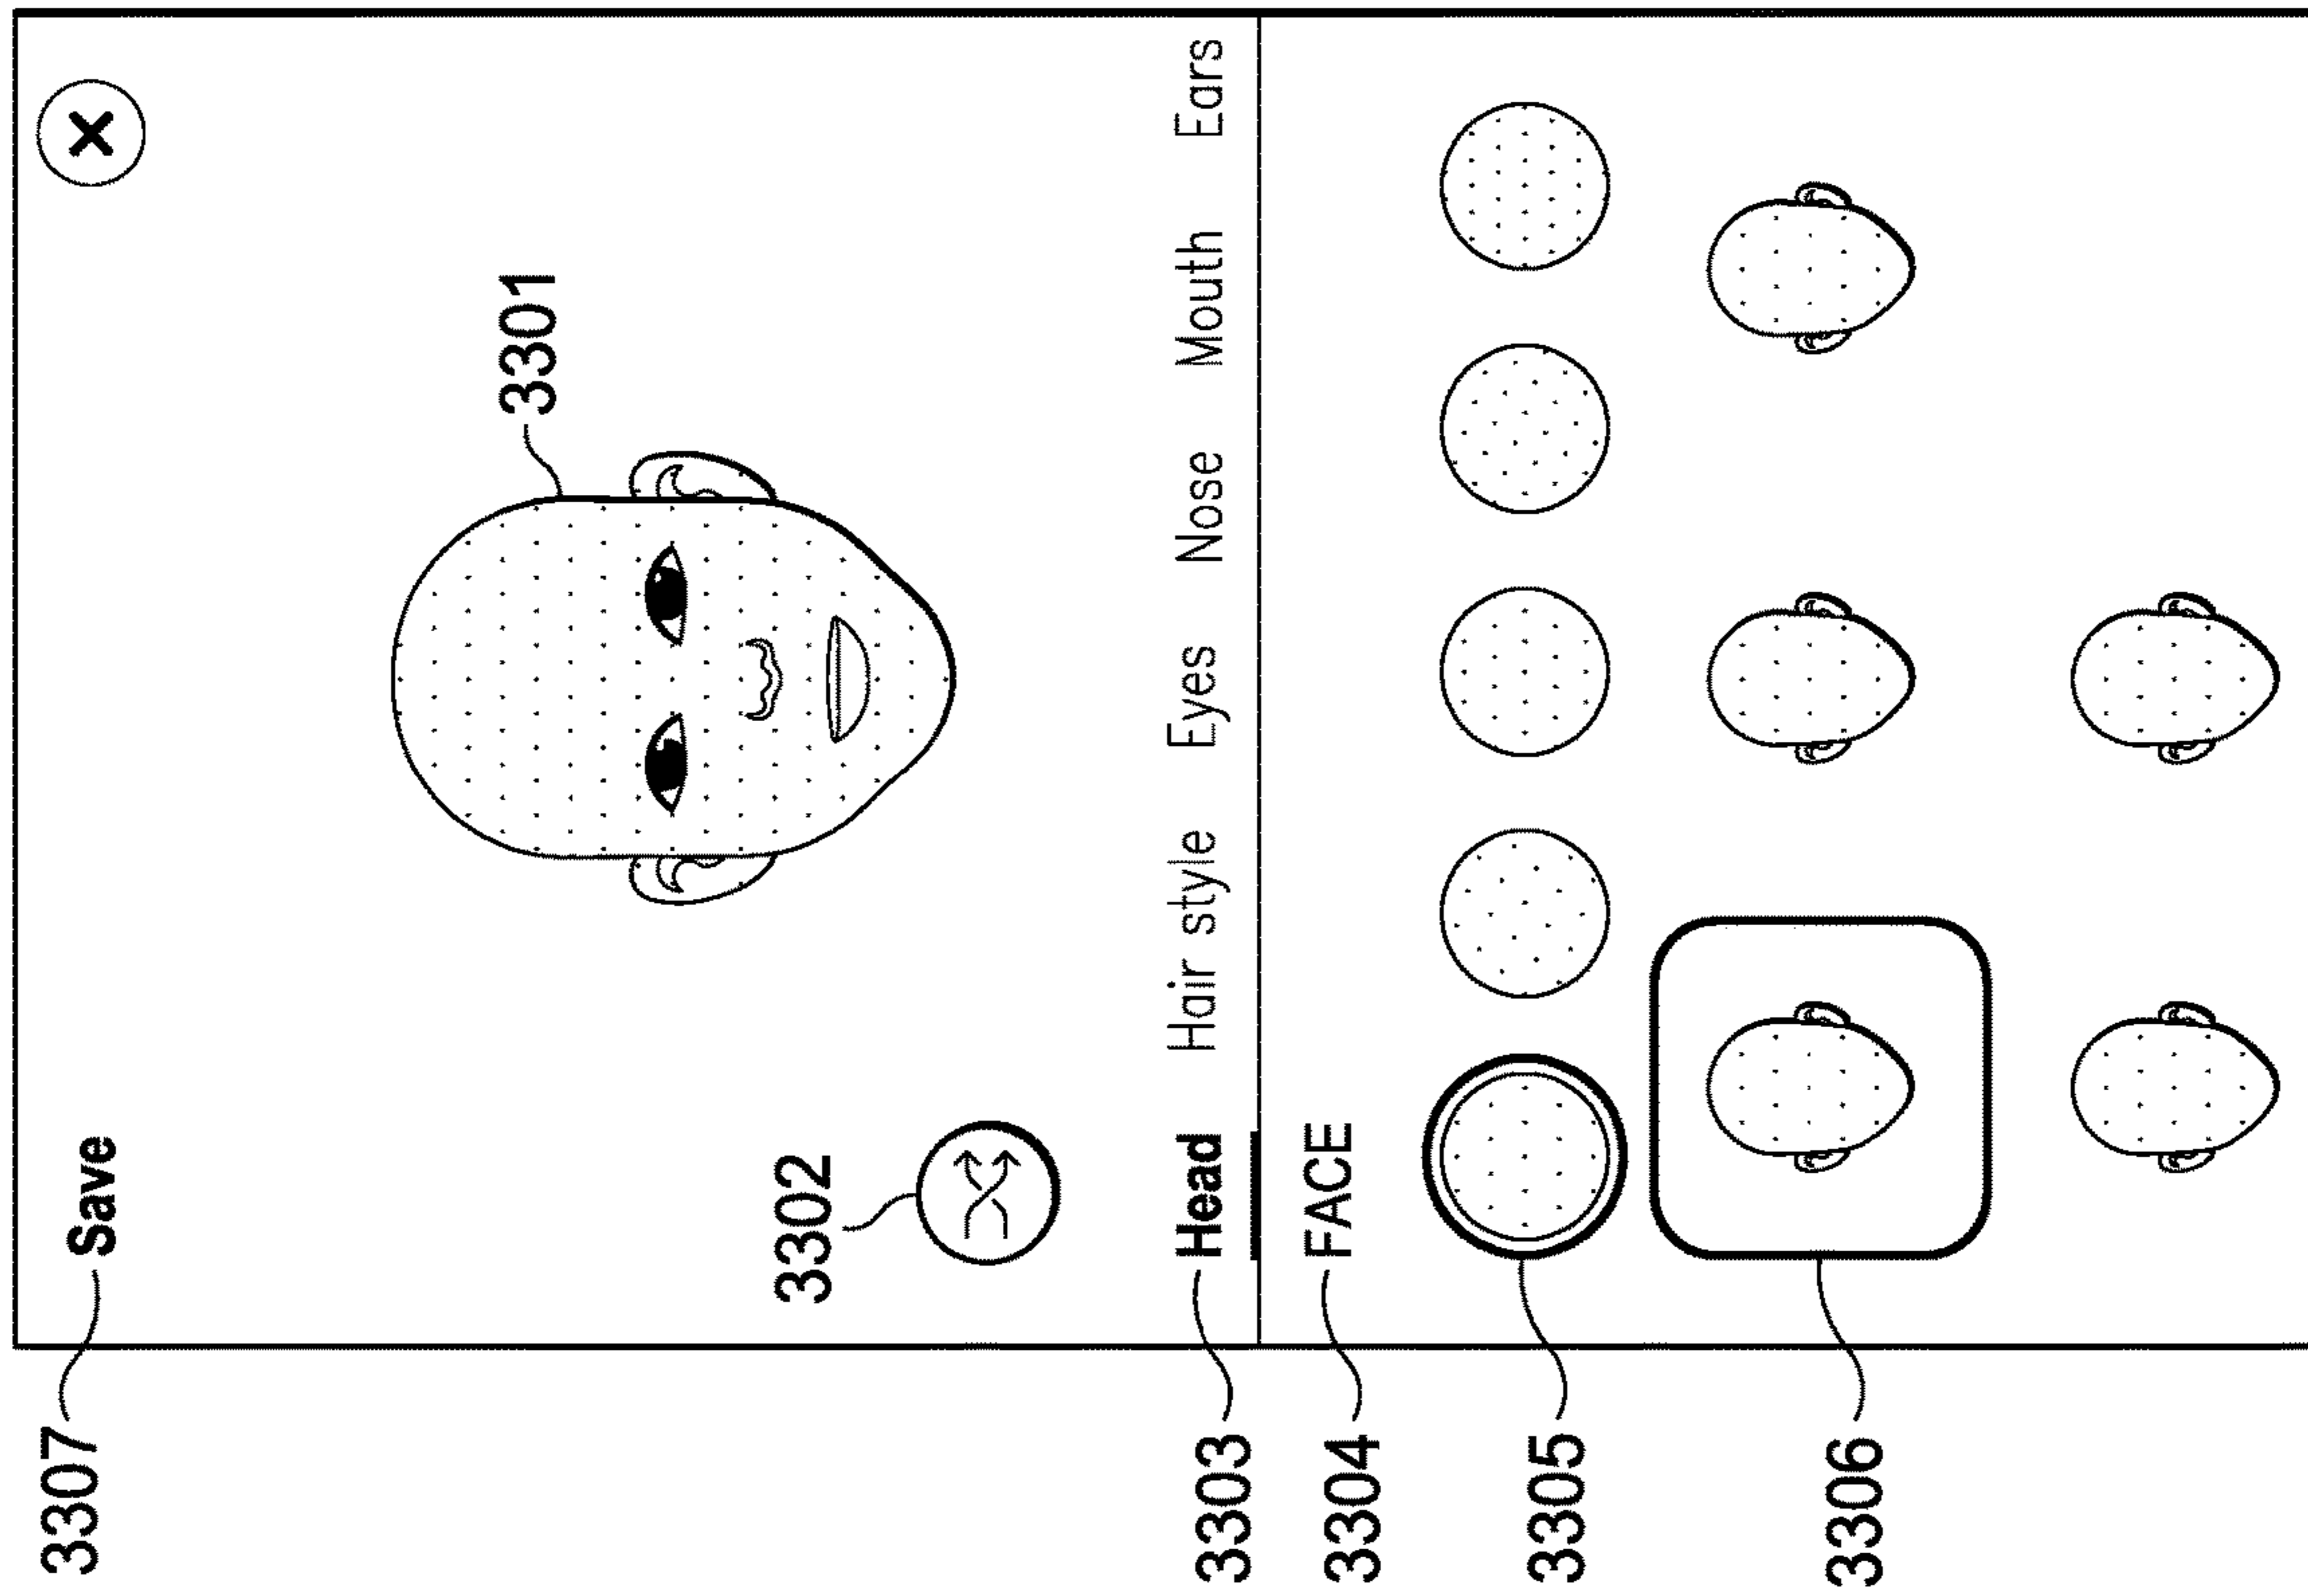 3307 Save
3301
3302
3303 Head Hair style Eyes Nose Mouth Ears
3304 FACE
3305
3306